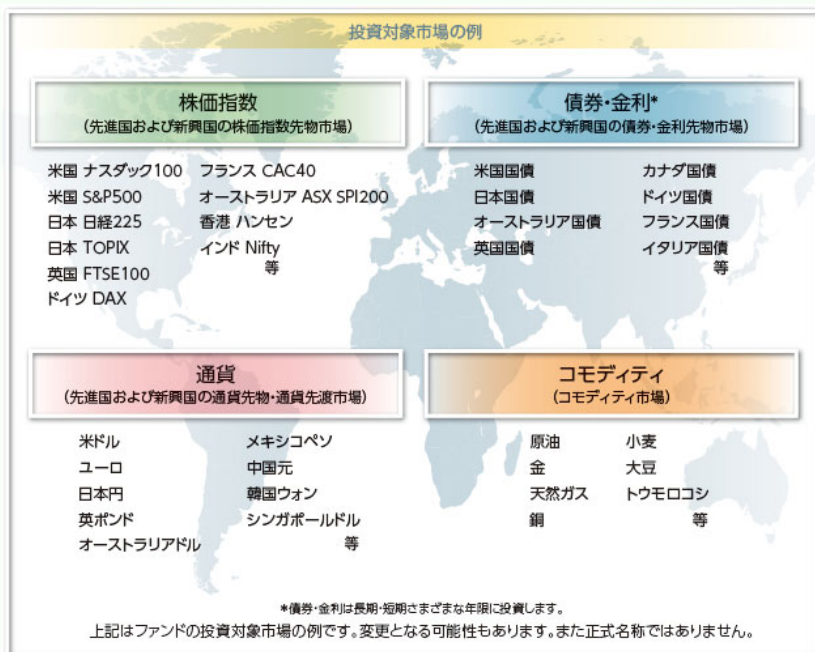 投資対象市場の例
株価指数
(先進国および新興国の株価指数先物市場)
米国 ナスダック100 フランス CAC40
米国 S&P500 オーストラリア ASX SPI200
日本 日経225 香港 ハンセン
日本 TOPIX インド Nifty
英国 FTSE100 等
ドイツ DAX
債券・金利*
(先進国および新興国の債券・金利先物市場)
米国国債 カナダ国債
日本国債 ドイツ国債
オーストラリア国債 フランス国債
英国国債 イタリア国債
等
通貨
(先進国および新興国の通貨先物・通貨先渡市場)
米ドル メキシコペソ
ユーロ 中国元
日本円 韓国ウォン
英ポンド シンガポールドル
オーストラリアドル 等
コモディティ
(コモディティ市場)
原油 小麦
金 大豆
天然ガス トウモロコシ
銅 等
*債券・金利は長期・短期さまざまな年限に投資します。
上記はファンドの投資対象市場の例です。変更となる可能性もあります。また正式名称ではありません。